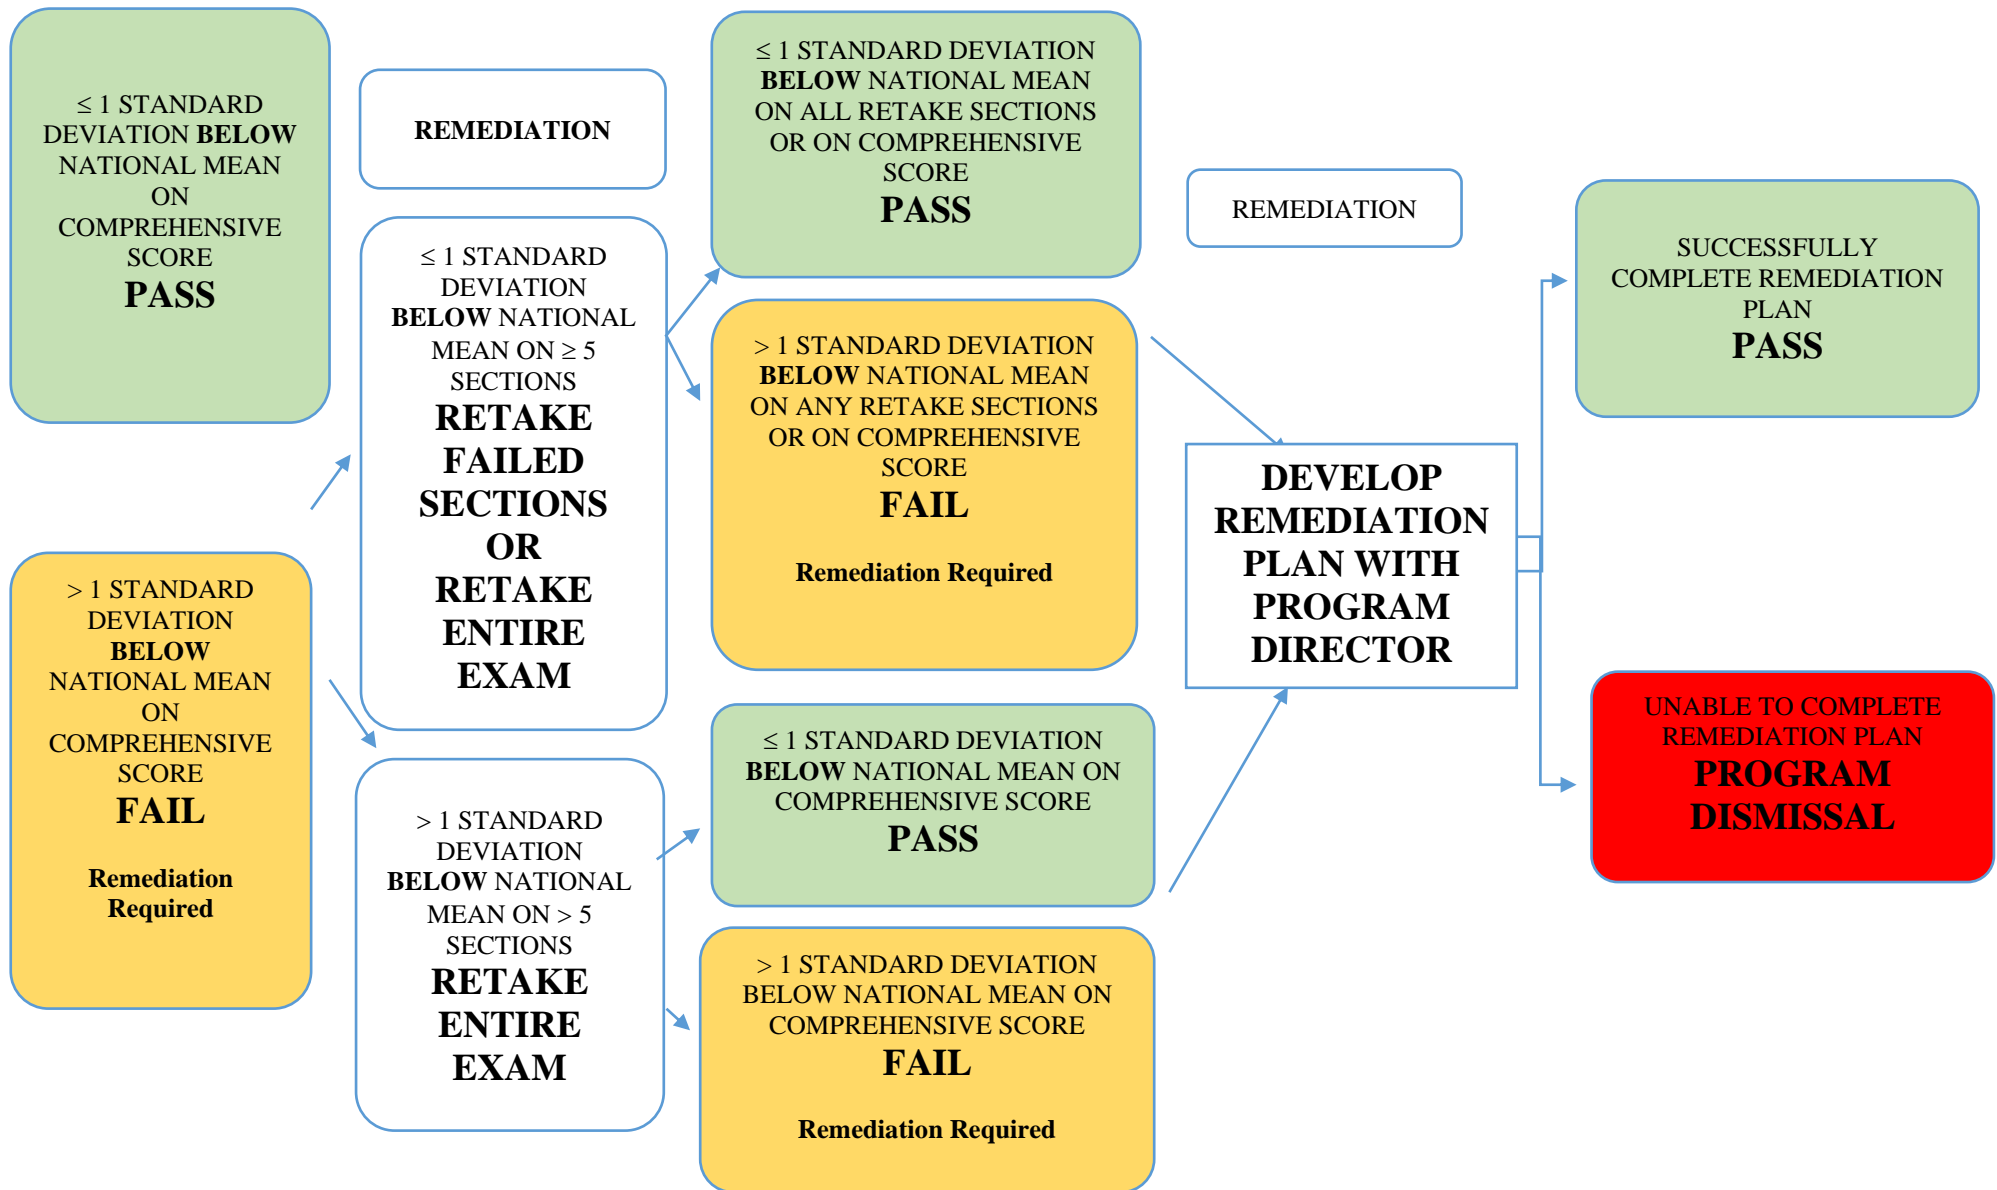 ≤ 1 STANDARD
DEVIATION BELOW
NATIONAL MEAN
ON
COMPREHENSIVE
SCORE
PASS
> 1 STANDARD
DEVIATION
BELOW
NATIONAL MEAN
ON
COMPREHENSIVE
SCORE
FAIL
Remediation
Required
REMEDIATION
≤ 1 STANDARD
DEVIATION
BELOW NATIONAL
MEAN ON ≥ 5
SECTIONS
RETAKE
FAILED
SECTIONS
OR
RETAKE
ENTIRE
EXAM
> 1 STANDARD
DEVIATION
BELOW NATIONAL
MEAN ON > 5
SECTIONS
RETAKE
ENTIRE
EXAM
≤ 1 STANDARD DEVIATION
BELOW NATIONAL MEAN
ON ALL RETAKE SECTIONS
OR ON COMPREHENSIVE
SCORE
PASS
> 1 STANDARD DEVIATION
BELOW NATIONAL MEAN
ON ANY RETAKE SECTIONS
OR ON COMPREHENSIVE
SCORE
FAIL
Remediation Required
≤ 1 STANDARD DEVIATION
BELOW NATIONAL MEAN ON
COMPREHENSIVE SCORE
PASS
> 1 STANDARD DEVIATION
BELOW NATIONAL MEAN ON
COMPREHENSIVE SCORE
FAIL
Remediation Required
REMEDIATION
DEVELOP
REMEDIATION
PLAN WITH
PROGRAM
DIRECTOR
SUCCESSFULLY
COMPLETE REMEDIATION
PLAN
PASS
UNABLE TO COMPLETE
REMEDIATION PLAN
PROGRAM
DISMISSAL